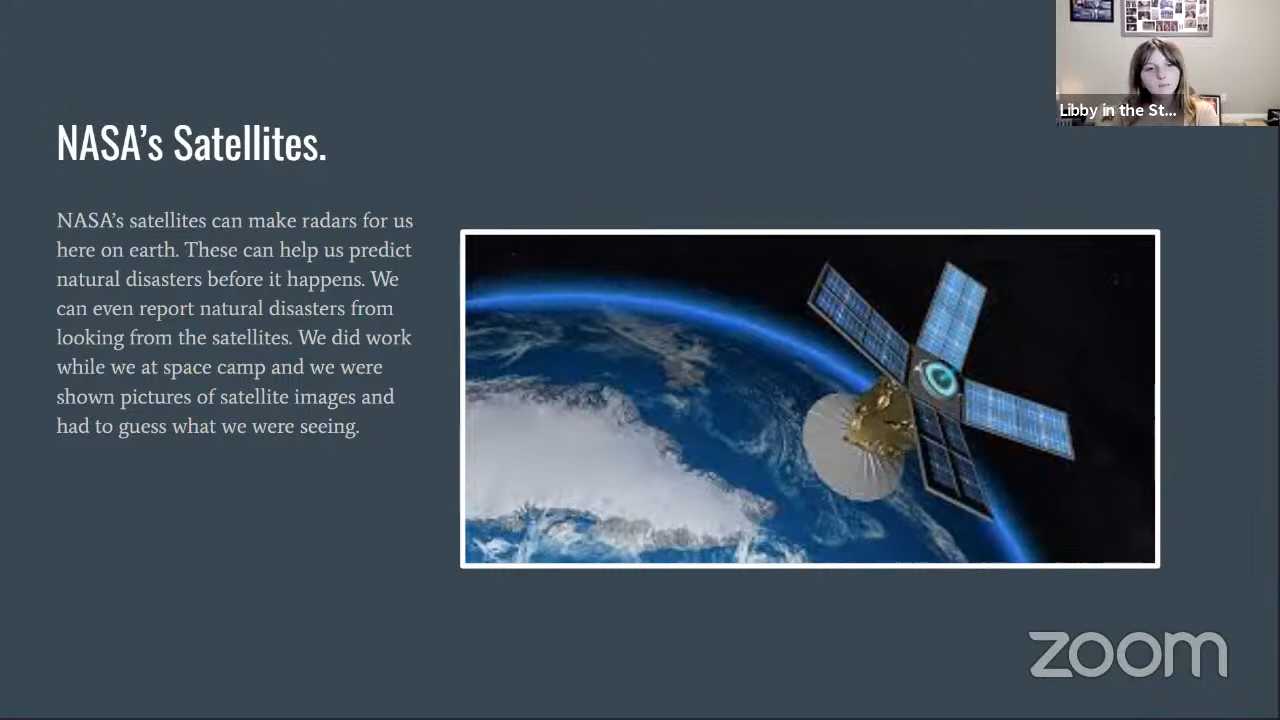 Libby in the St...
NASA's Satellites.
NASA's satellites can make radars for us
here on earth. These can help us predict
natural disasters before it happens. We
can even report natural disasters from
looking from the satellites. We did work
while we at space camp and we were
shown pictures of satellite images and
had to guess what we were seeing.
zoom